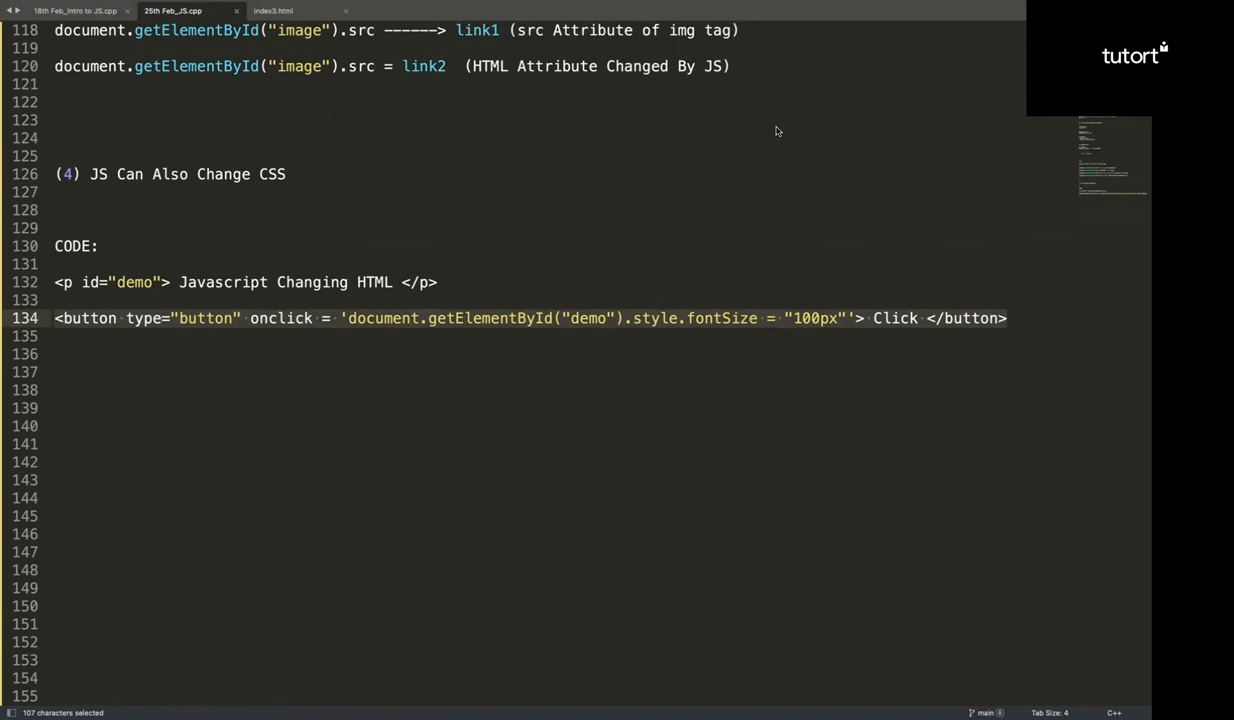 18th Feb_Intro to JS.cpp
25th Feb_JS.cpp
index3.html
tutort
118 document.getElementById("image").src ------> link1 (src Attribute of img tag)
119
120 document.getElementById("image").src = link2 (HTML Attribute Changed By JS)
121
122
123
124
125
126 (4) JS Can Also Change CSS
127
128
129
130 CODE:
131
132 <p id="demo"> Javascript Changing HTML </p>
133
134 <button type="button" onclick = 'document.getElementById("demo").style.fontSize = "100px"'> Click </button>
135
136
137
138
139
140
141
142
143
144
145
146
147
148
149
150
151
152
153
154
155
107 characters selected
main
Tab Size: 4
C++